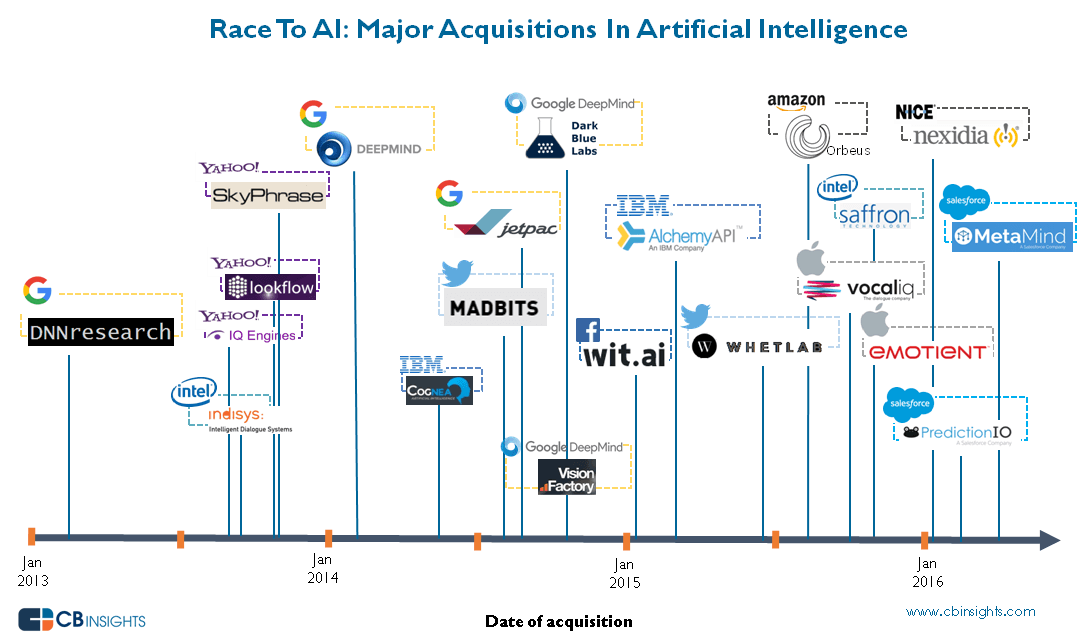 Race To AI: Major Acquisitions In Artificial Intelligence
G
DEEPMIND
Google DeepMind
Dark
Blue
Labs
amazon
Orbeus
NICE
nexidia
YAHOO!
SkyPhrase
G
jetpac
IBM
AlchemyAPI™
An IBM Company
intel
saffron
TECHNOLOGY
salesforce
MetaMind
A Salesforce Company
YAHOO!
lookflow
MADBITS
vocaliq
The dialogue company
G
DNNresearch
YAHOO!
IQ Engines
f
wit.ai
W
WHETLAB
EMOTIENT
intel
indisys:
Intelligent Dialogue Systems
IBM
COGNEA
ARTIFICIAL INTELLIGENCE
salesforce
PredictionIO
A Salesforce Company
Google DeepMind
Vision
Factory
Jan
2013
Jan
2014
Jan
2015
Jan
2016
CBINSIGHTS
Date of acquisition
www.cbinsights.com